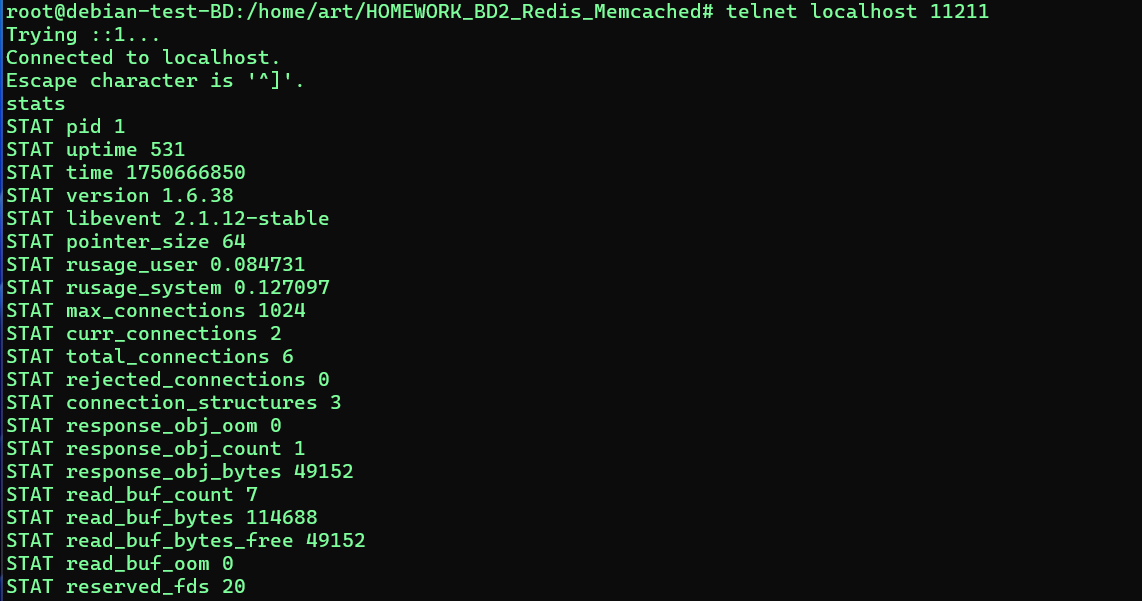 root@debian-test-BD:/home/art/HOMEWORK_BD2_Redis_Memcached# telnet localhost 11211
Trying ::1...
Connected to localhost.
Escape character is '^]'.
stats
STAT pid 1
STAT uptime 531
STAT time 1750666850
STAT version 1.6.38
STAT libevent 2.1.12-stable
STAT pointer_size 64
STAT rusage_user 0.084731
STAT rusage_system 0.127097
STAT max_connections 1024
STAT curr_connections 2
STAT total_connections 6
STAT rejected_connections 0
STAT connection_structures 3
STAT response_obj_oom 0
STAT response_obj_count 1
STAT response_obj_bytes 49152
STAT read_buf_count 7
STAT read_buf_bytes 114688
STAT read_buf_bytes_free 49152
STAT read_buf_oom 0
STAT reserved_fds 20